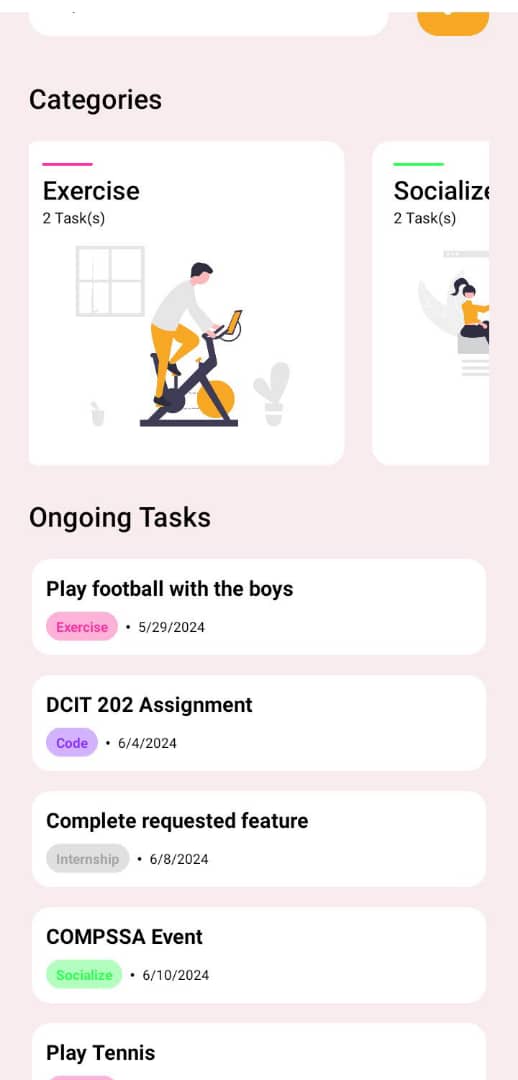 Categories
Exercise
2 Task(s)
Socialize
2 Task(s)
Ongoing Tasks
Play football with the boys
Exercise • 5/29/2024
DCIT 202 Assignment
Code • 6/4/2024
Complete requested feature
Internship • 6/8/2024
COMPSSA Event
Socialize • 6/10/2024
Play Tennis